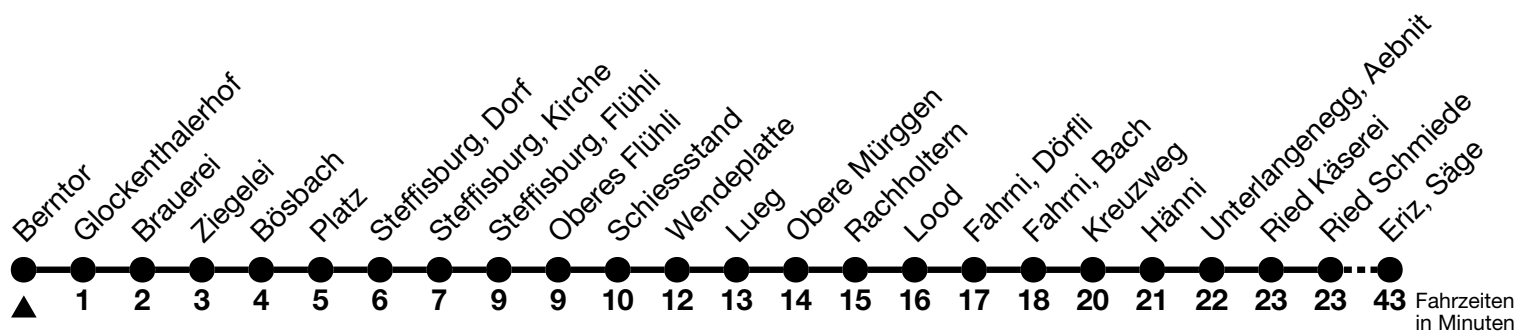 Berntor
Glockenthalerhof
Brauerei
Ziegelei
Bösbach
Platz
Steffisburg, Dorf
Steffisburg, Kirche
Steffisburg, Flühli
Oberes Flühli
Schiessstand
Wendeplatte
Lueg
Obere Mürggen
Rachholtern
Lood
Fahrni, Dörfli
Fahrni, Bach
Kreuzweg
Hänni
Unterlangenegg, Aebnit
Ried Käserei
Ried Schmiede
Eriz, Säge
1 2 3 4 5 6 7 9 9 10 12 13 14 15 16 17 18 20 21 22 23 23 43 Fahrzeiten
in Minuten